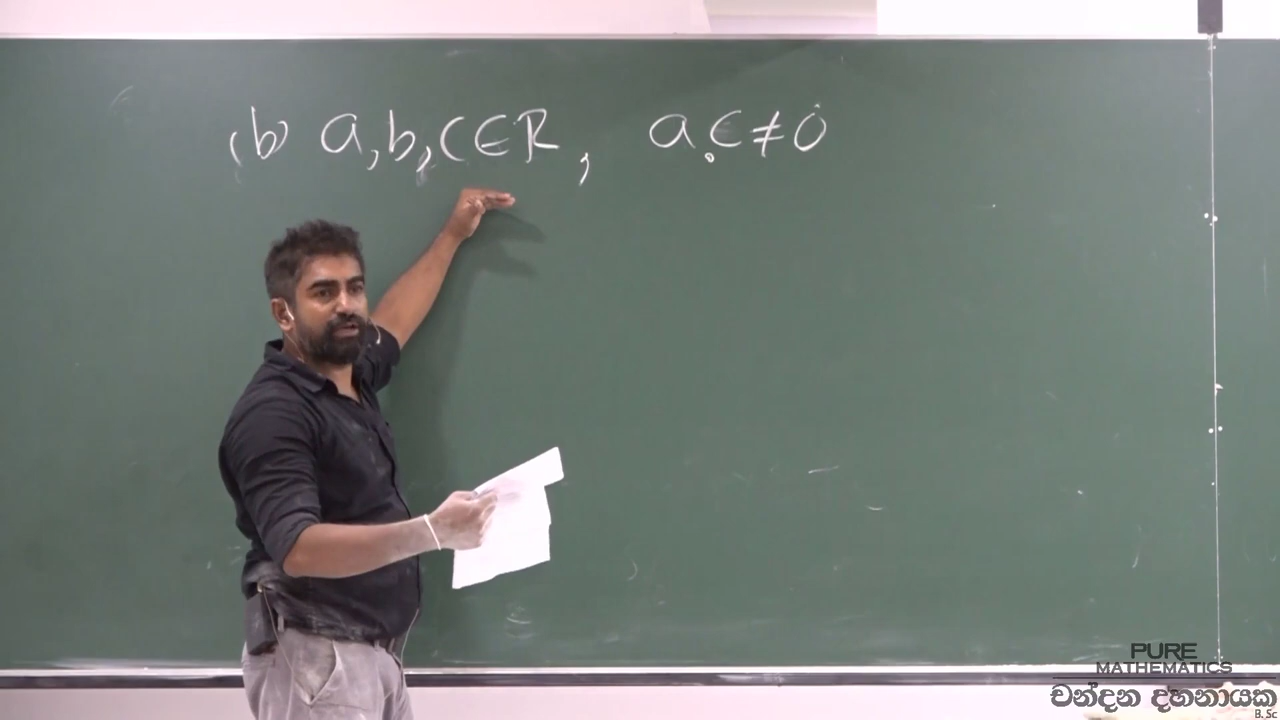 (b) a, b, c ∈ R, a, c ≠ 0
PURE
MATHEMATICS
චන්දන දහනායක
B. Sc